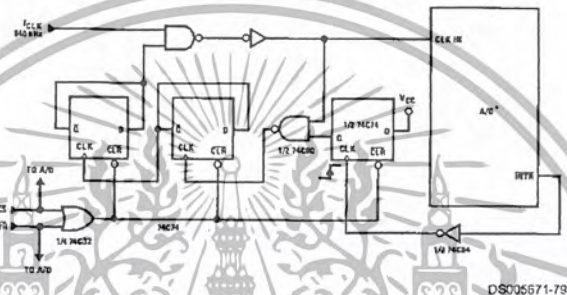 fCLK
640 kHz
CLK IN
VCC
A/D*
Q
D
CLK
CLR
Q
D
CLK
CLR
1/2 74C00
1/2 74C74
Q
D
CLK
CLR
INTR
TO A/D
1/4 74C32
74C74
1/6 74C04
TO A/D
DS005671-79